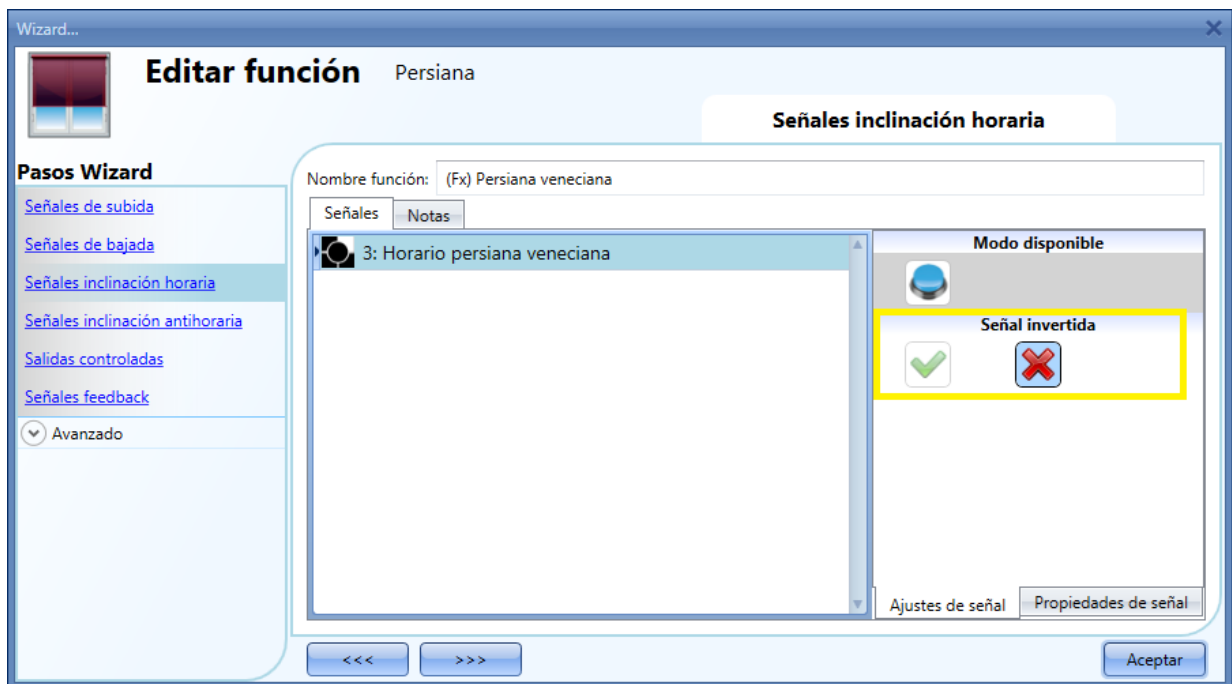 Wizard...
Editar función Persiana
Señales inclinación horaria
Pasos Wizard
Señales de subida
Señales de bajada
Señales inclinación horaria
Señales inclinación antihoraria
Salidas controladas
Señales feedback
Avanzado
Nombre función: (Fx) Persiana veneciana
Señales Notas
3: Horario persiana veneciana
Modo disponible
Señal invertida
Ajustes de señal Propiedades de señal
<<< >>> Aceptar